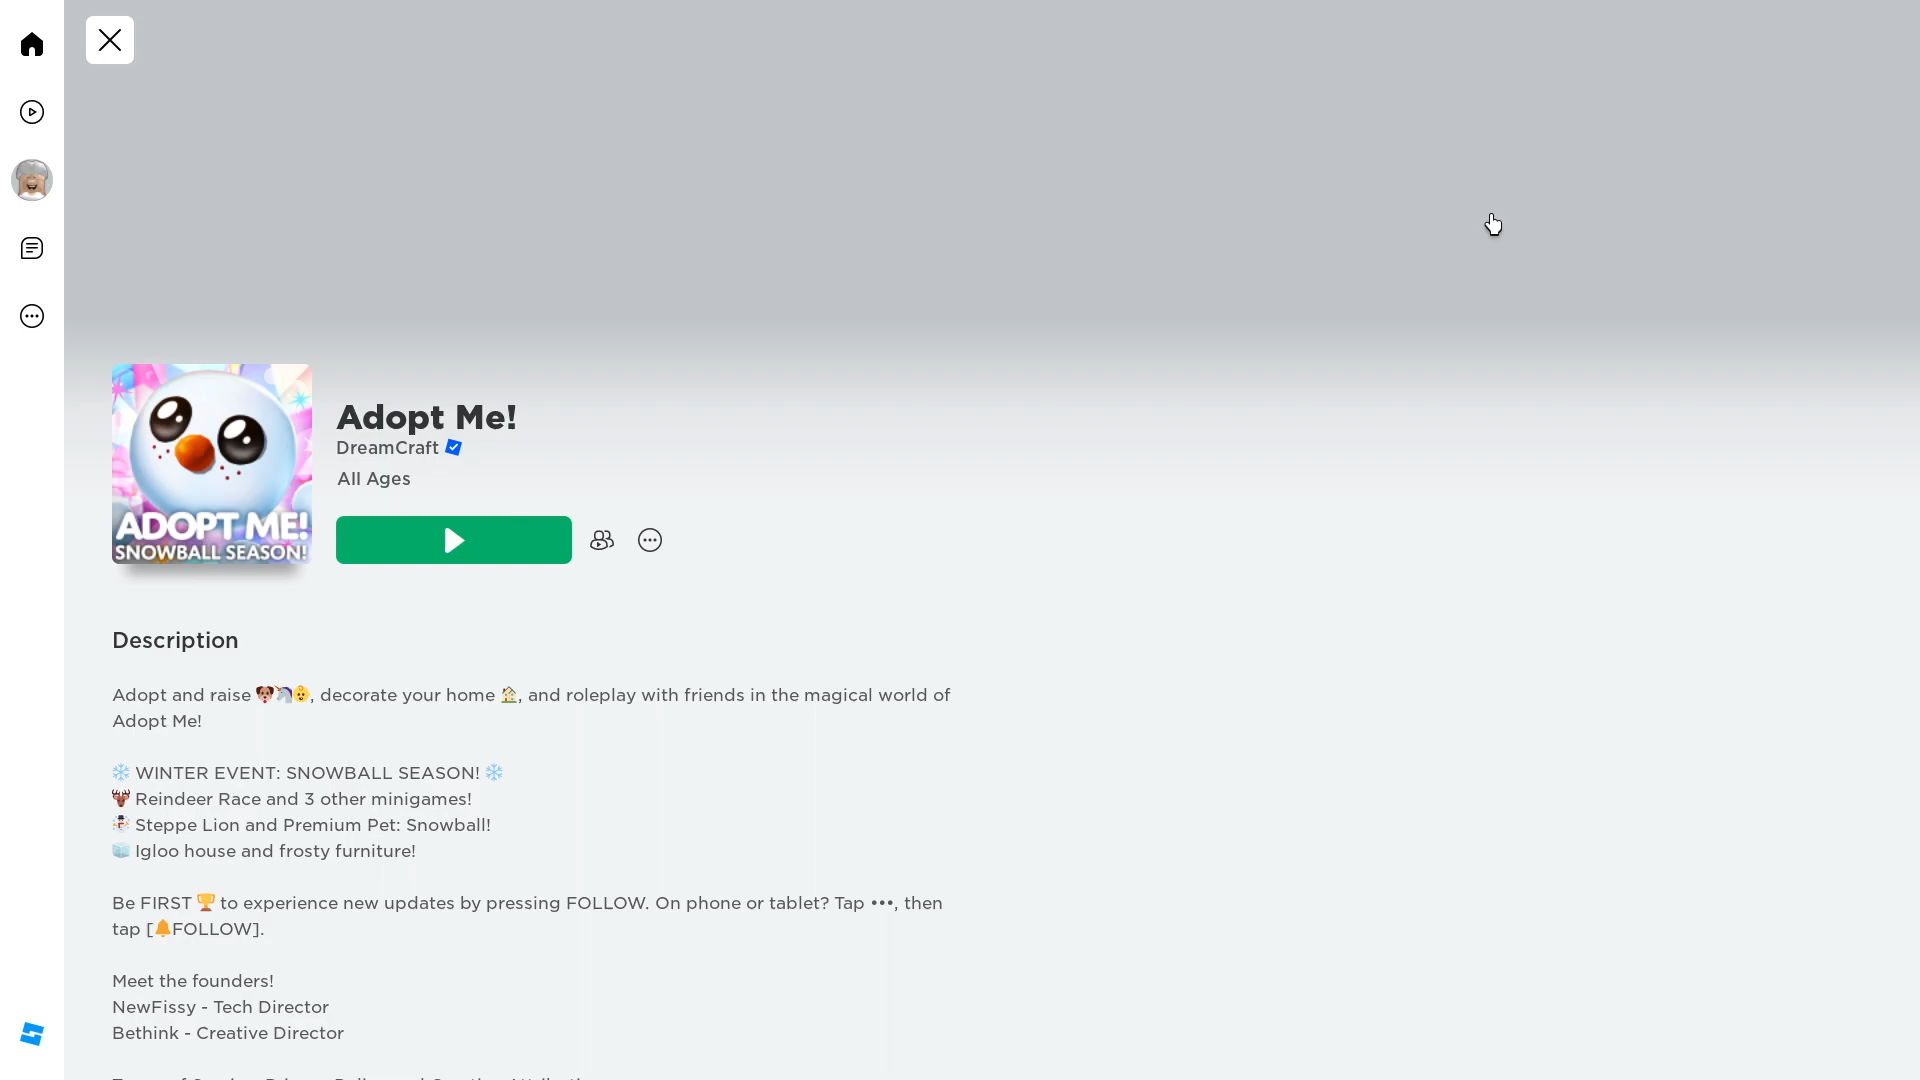 ADOPT ME!
SNOWBALL SEASON!
Adopt Me!
DreamCraft
All Ages
Description
Adopt and raise 🐶🦄👶, decorate your home 🏠, and roleplay with friends in the magical world of
Adopt Me!
❄️ WINTER EVENT: SNOWBALL SEASON! ❄️
🦌 Reindeer Race and 3 other minigames!
☃️ Steppe Lion and Premium Pet: Snowball!
🧊 Igloo house and frosty furniture!
Be FIRST 🏆 to experience new updates by pressing FOLLOW. On phone or tablet? Tap •••, then
tap [🔔FOLLOW].
Meet the founders!
NewFissy - Tech Director
Bethink - Creative Director